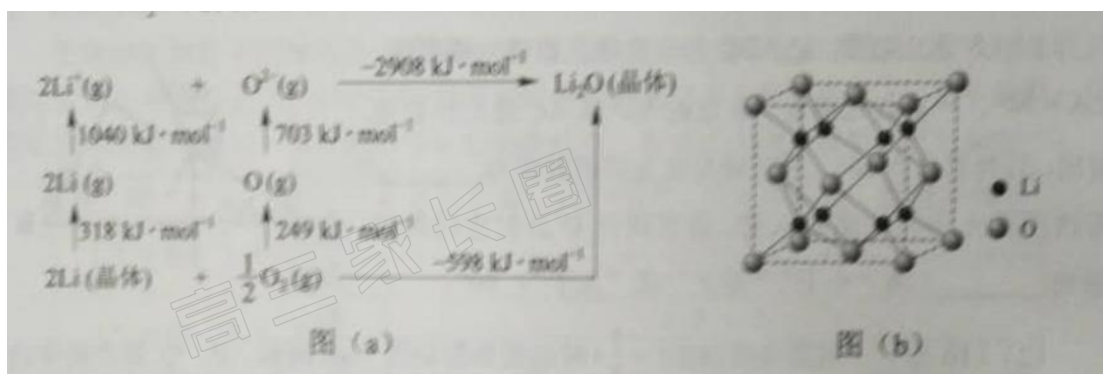 2Li⁺(g) + O²⁻(g) −2908 kJ·mol⁻¹ Li₂O(晶体)
1040 kJ·mol⁻¹ 703 kJ·mol⁻¹
2Li(g) O(g)
318 kJ·mol⁻¹ 249 kJ·mol⁻¹
2Li(晶体) + 1/2 O₂(g) −598 kJ·mol⁻¹
图(a)
Li
O
图(b)
高三家长圈